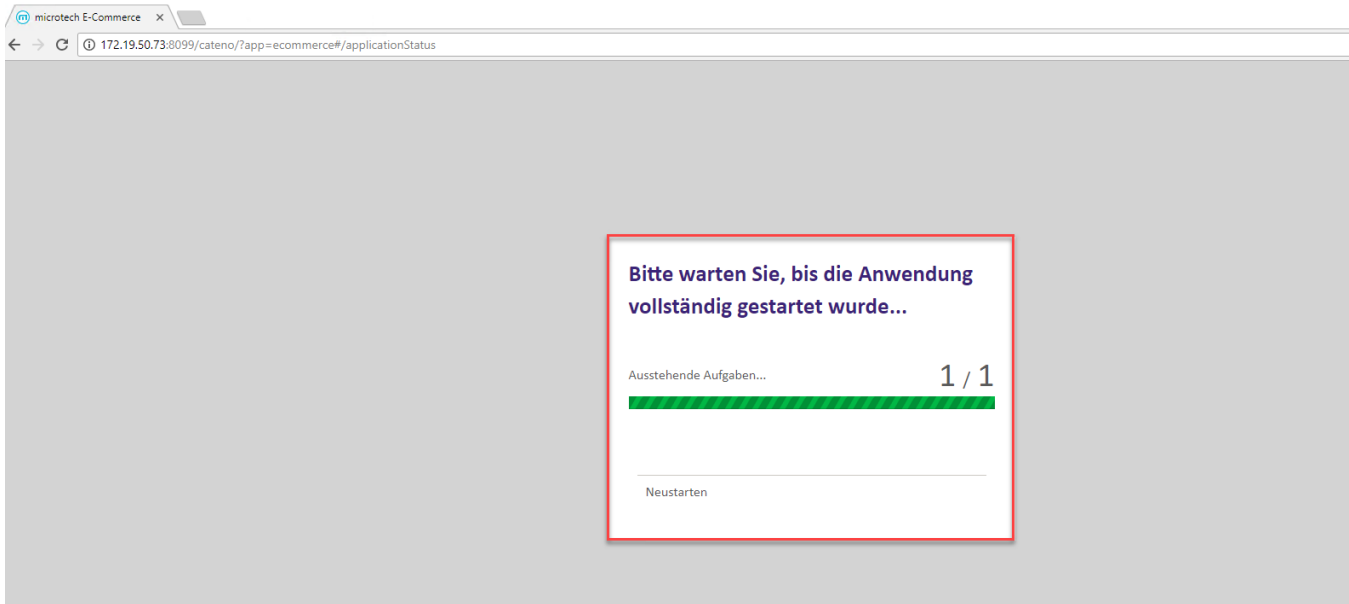 microtech E-Commerce
172.19.50.73:8099/cateno/?app=ecommerce#/applicationStatus
Bitte warten Sie, bis die Anwendung
vollständig gestartet wurde...
Ausstehende Aufgaben... 1 / 1
Neustarten